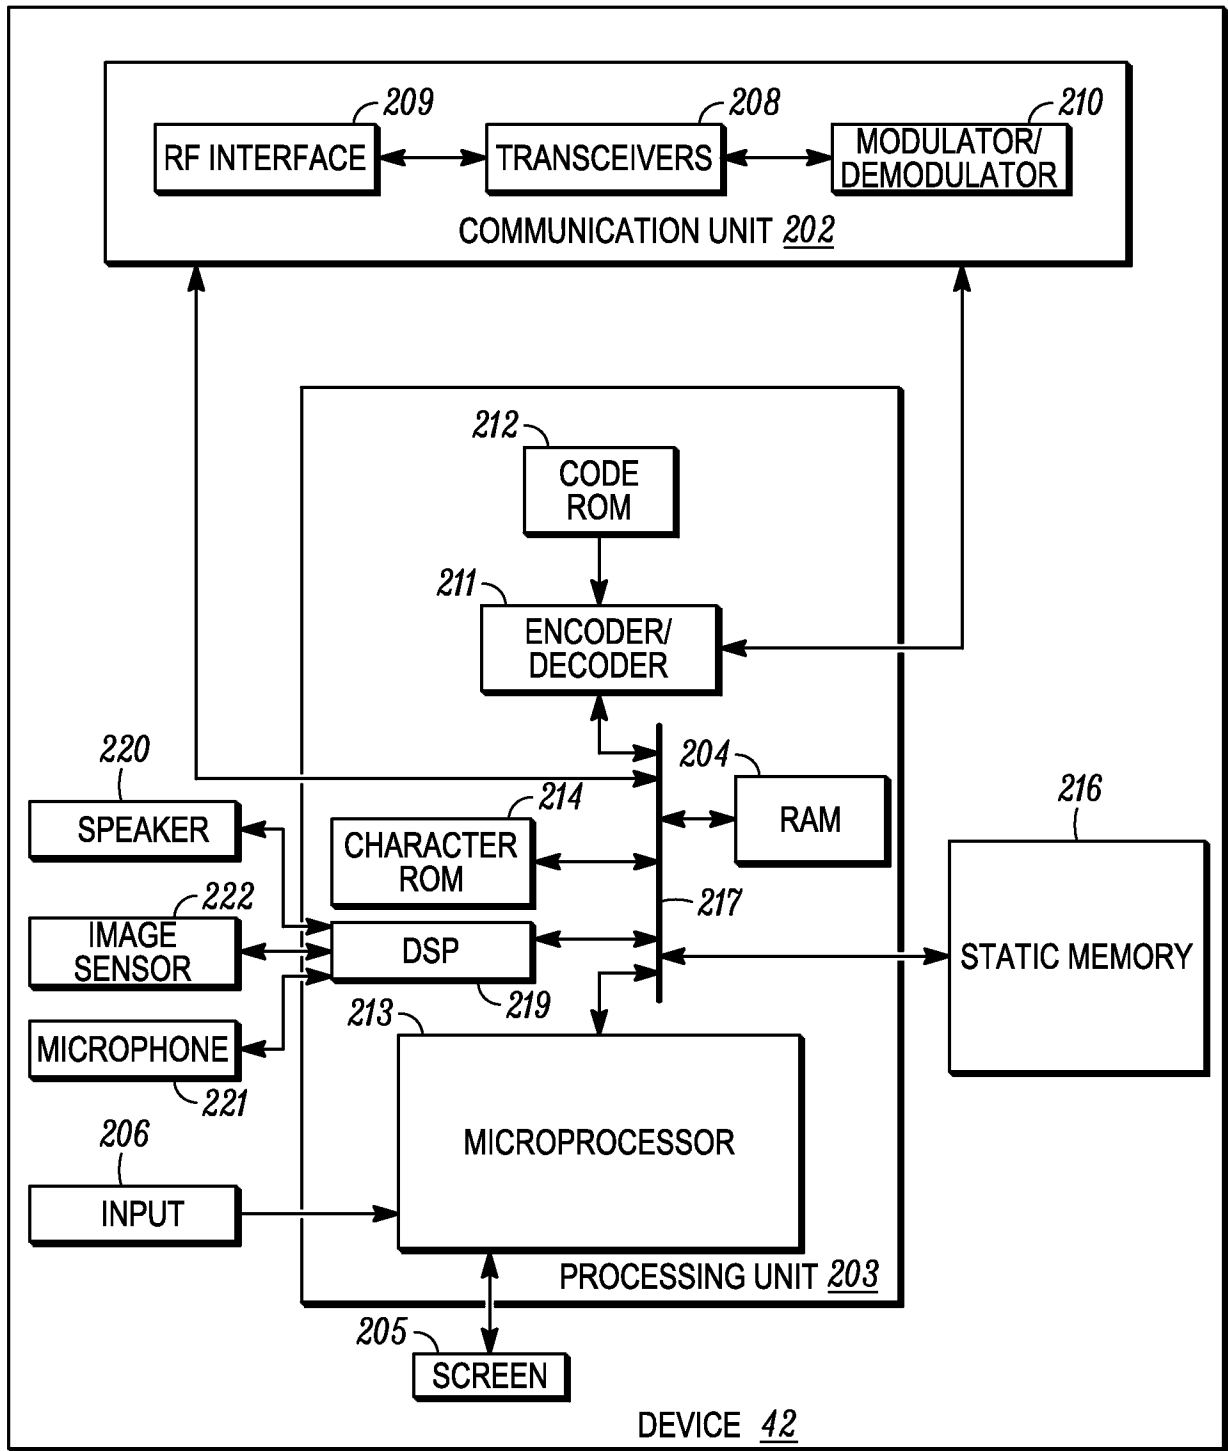 209
208
210
RF INTERFACE
TRANSCEIVERS
MODULATOR/
DEMODULATOR
COMMUNICATION UNIT 202
212
CODE
ROM
211
ENCODER/
DECODER
220
SPEAKER
204
RAM
214
CHARACTER
ROM
216
STATIC MEMORY
217
222
IMAGE
SENSOR
DSP
219
MICROPHONE
221
213
MICROPROCESSOR
206
INPUT
PROCESSING UNIT 203
205
SCREEN
DEVICE 42